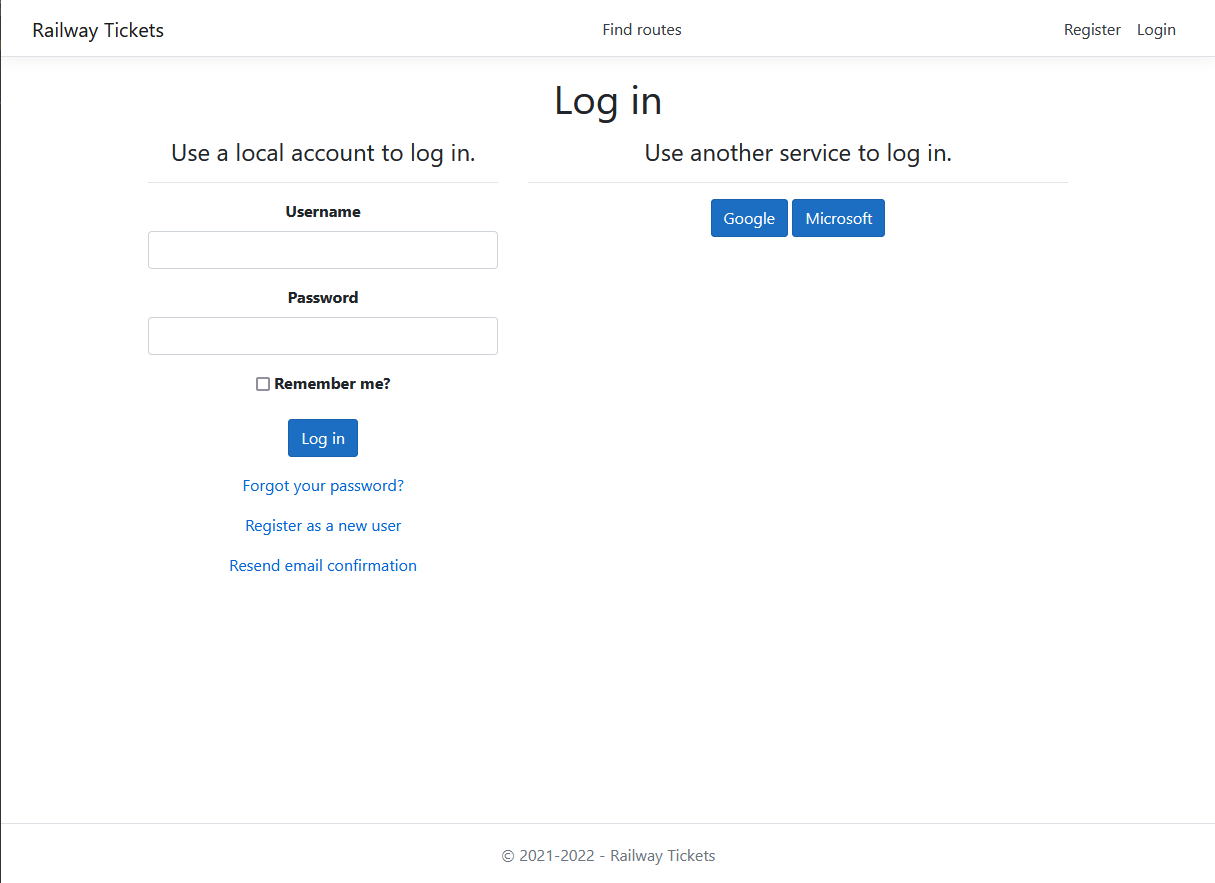 Railway Tickets
Find routes
Register
Login
Log in
Use a local account to log in.
Username
Password
Remember me?
Log in
Forgot your password?
Register as a new user
Resend email confirmation
Use another service to log in.
Google
Microsoft
© 2021-2022 - Railway Tickets